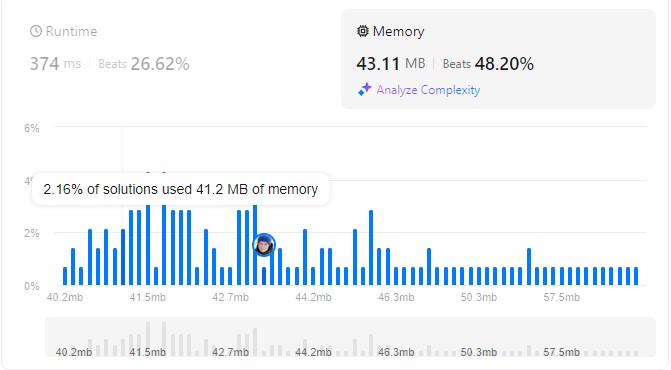 Runtime
374 ms | Beats 26.62%
Memory
43.11 MB | Beats 48.20%
Analyze Complexity
6%
4%
2.16% of solutions used 41.2 MB of memory
2%
0%
40.2mb 41.5mb 42.7mb 44.2mb 46.3mb 50.3mb 57.5mb
40.2mb 41.5mb 42.7mb 44.2mb 46.3mb 50.3mb 57.5mb